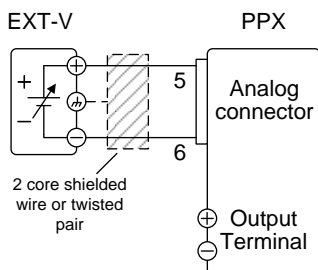 EXT-V
PPX
+
−
+
−
5
6
Analog
connector
2 core shielded
wire or twisted
pair
+
−
Output
Terminal